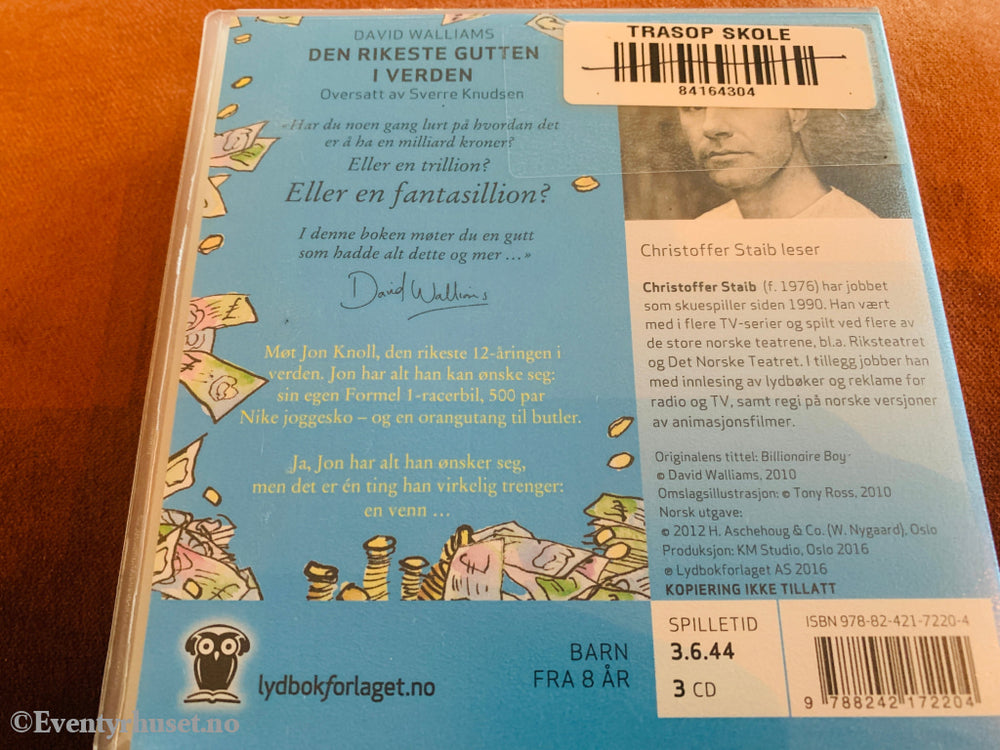 DAVID WALLIAMS
DEN RIKESTE GUTTEN
I VERDEN
Oversatt av Sverre Knudsen
«Har du noen gang lurt på hvordan det
er å ha en milliard kroner?
Eller en trillion?
Eller en fantasillion?
I denne boken møter du en gutt
som hadde alt dette og mer ...»
David Walliams
Møt Jon Knoll, den rikeste 12-åringen i
verden. Jon har alt han kan ønske seg:
sin egen Formel 1-racerbil, 500 par
Nike joggesko – og en orangutang til butler.
Ja, Jon har alt han ønsker seg,
men det er én ting han virkelig trenger:
en venn ...
TRASOP SKOLE
84164304
Christoffer Staib leser
Christoffer Staib (f. 1976) har jobbet
som skuespiller siden 1990. Han vært
med i flere TV-serier og spilt ved flere av
de store norske teatrene, bl.a. Riksteatret
og Det Norske Teatret. I tillegg jobber han
med innlesing av lydbøker og reklame for
radio og TV, samt regi på norske versjoner
av animasjonsfilmer.
Originalens tittel: Billionaire Boy
© David Walliams, 2010
Omslagsillustrasjon: © Tony Ross, 2010
Norsk utgave:
© 2012 H. Aschehoug & Co. (W. Nygaard), Oslo
Produksjon: KM Studio, Oslo 2016
℗ Lydbokforlaget AS 2016
KOPIERING IKKE TILLATT
lydbokforlaget.no
BARN
FRA 8 ÅR
SPILLETID
3.6.44
3 CD
ISBN 978-82-421-7220-4
9 788242 172204
©Eventyrhuset.no